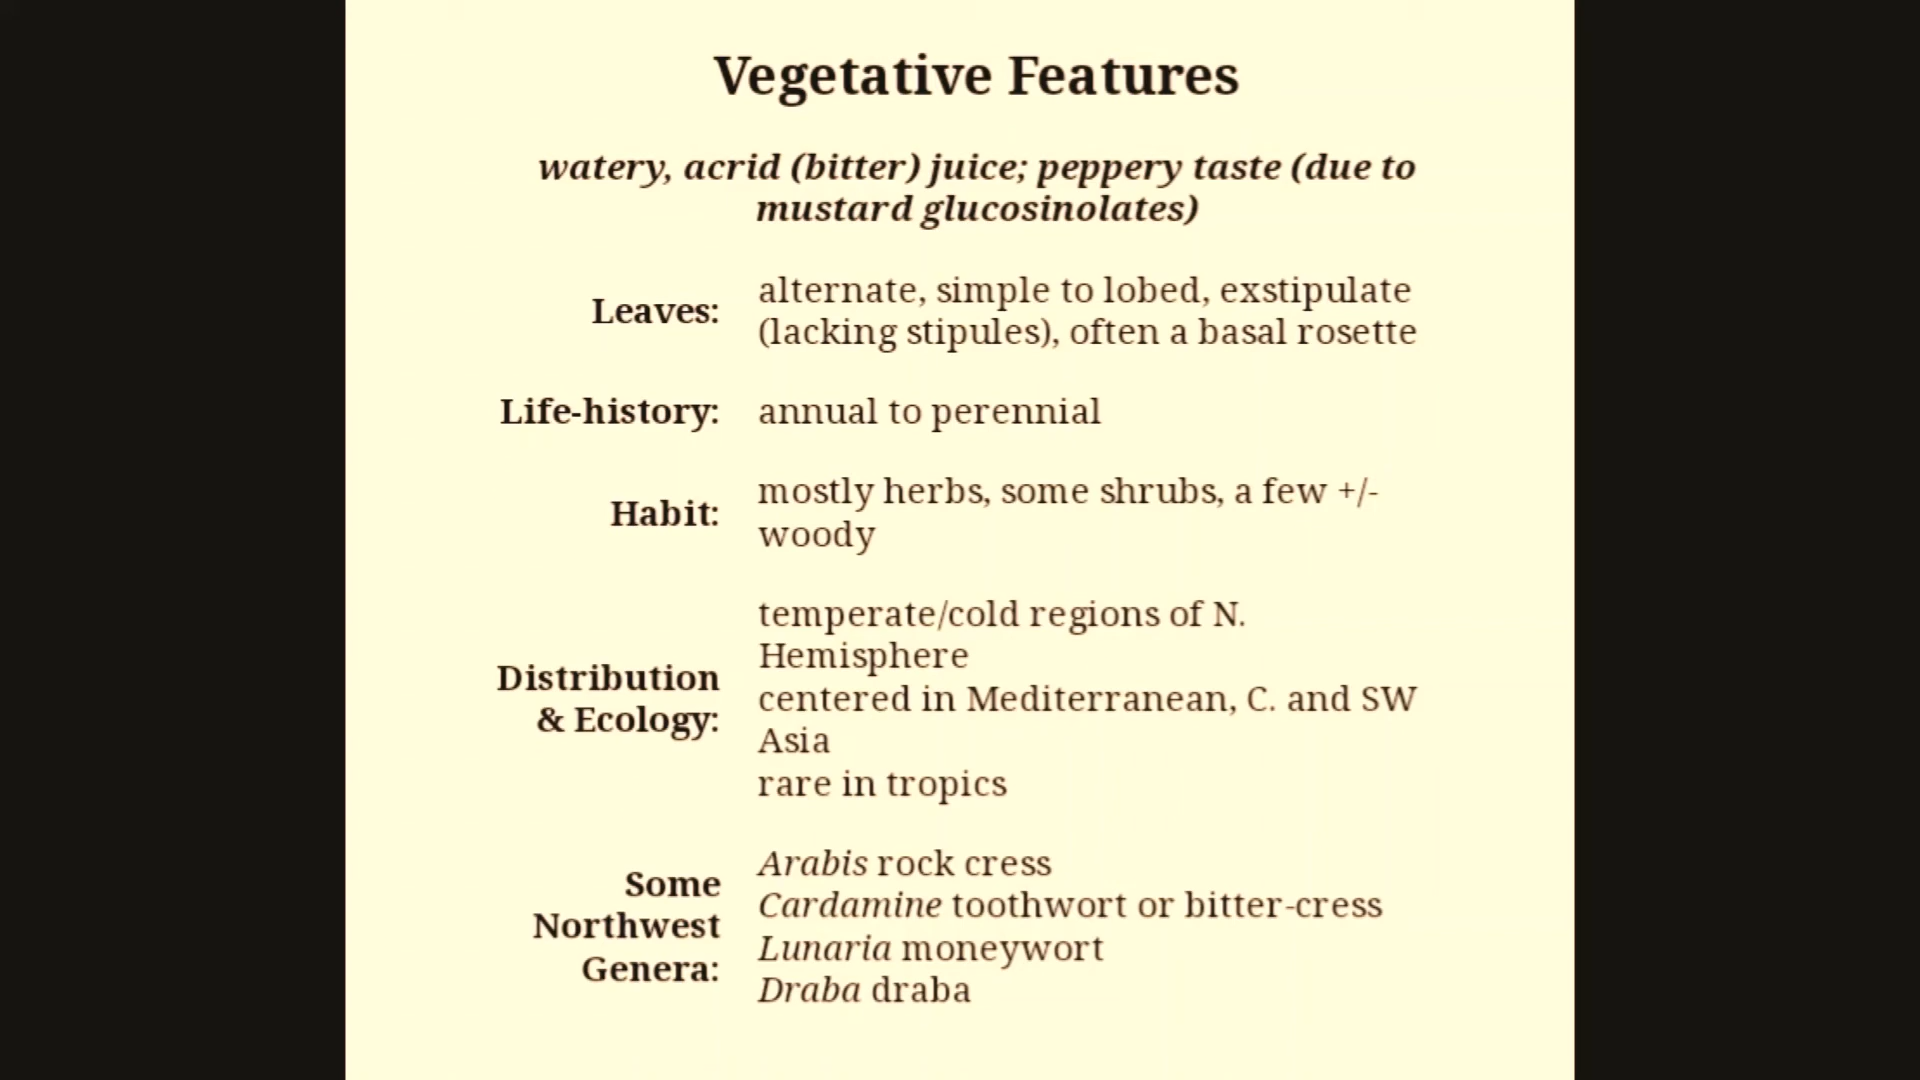 Vegetative Features
watery, acrid (bitter) juice; peppery taste (due to
mustard glucosinolates)
Leaves:
alternate, simple to lobed, exstipulate
(lacking stipules), often a basal rosette
Life-history:
annual to perennial
Habit:
mostly herbs, some shrubs, a few +/-
woody
Distribution
& Ecology:
temperate/cold regions of N.
Hemisphere
centered in Mediterranean, C. and SW
Asia
rare in tropics
Some
Northwest
Genera:
Arabis rock cress
Cardamine toothwort or bitter-cress
Lunaria moneywort
Draba draba